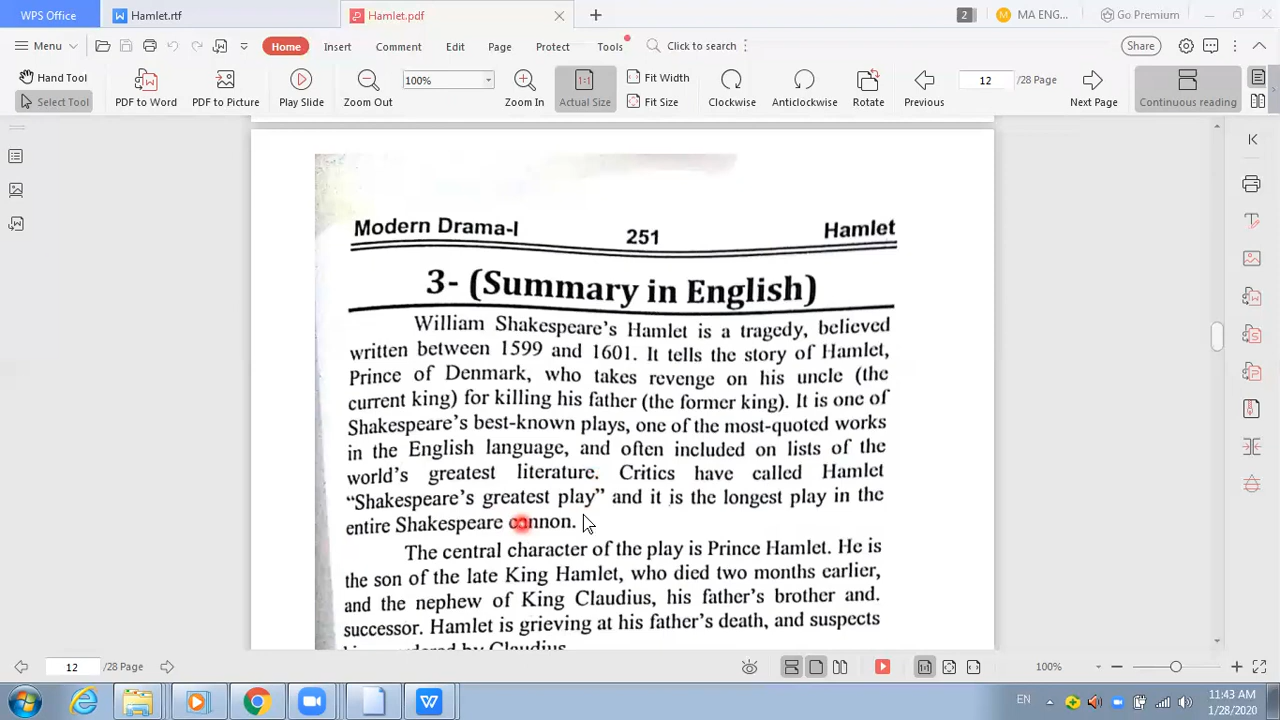 WPS Office Hamlet.rtf Hamlet.pdf 2 MA ENG... Go Premium
Menu Home Insert Comment Edit Page Protect Tools Click to search Share
Hand Tool Select Tool PDF to Word PDF to Picture Play Slide Zoom Out 100% Zoom In Actual Size Fit Width Fit Size Clockwise Anticlockwise Rotate Previous 12 /28 Page Next Page Continuous reading
Modern Drama-I 251 Hamlet
3- (Summary in English)
William Shakespeare's Hamlet is a tragedy, believed
written between 1599 and 1601. It tells the story of Hamlet,
Prince of Denmark, who takes revenge on his uncle (the
current king) for killing his father (the former king). It is one of
Shakespeare's best-known plays, one of the most-quoted works
in the English language, and often included on lists of the
world's greatest literature. Critics have called Hamlet
"Shakespeare's greatest play" and it is the longest play in the
entire Shakespeare cannon.
The central character of the play is Prince Hamlet. He is
the son of the late King Hamlet, who died two months earlier,
and the nephew of King Claudius, his father's brother and.
successor. Hamlet is grieving at his father's death, and suspects
by Claudius.
12 /28 Page 100%
EN 11:43 AM
1/28/2020